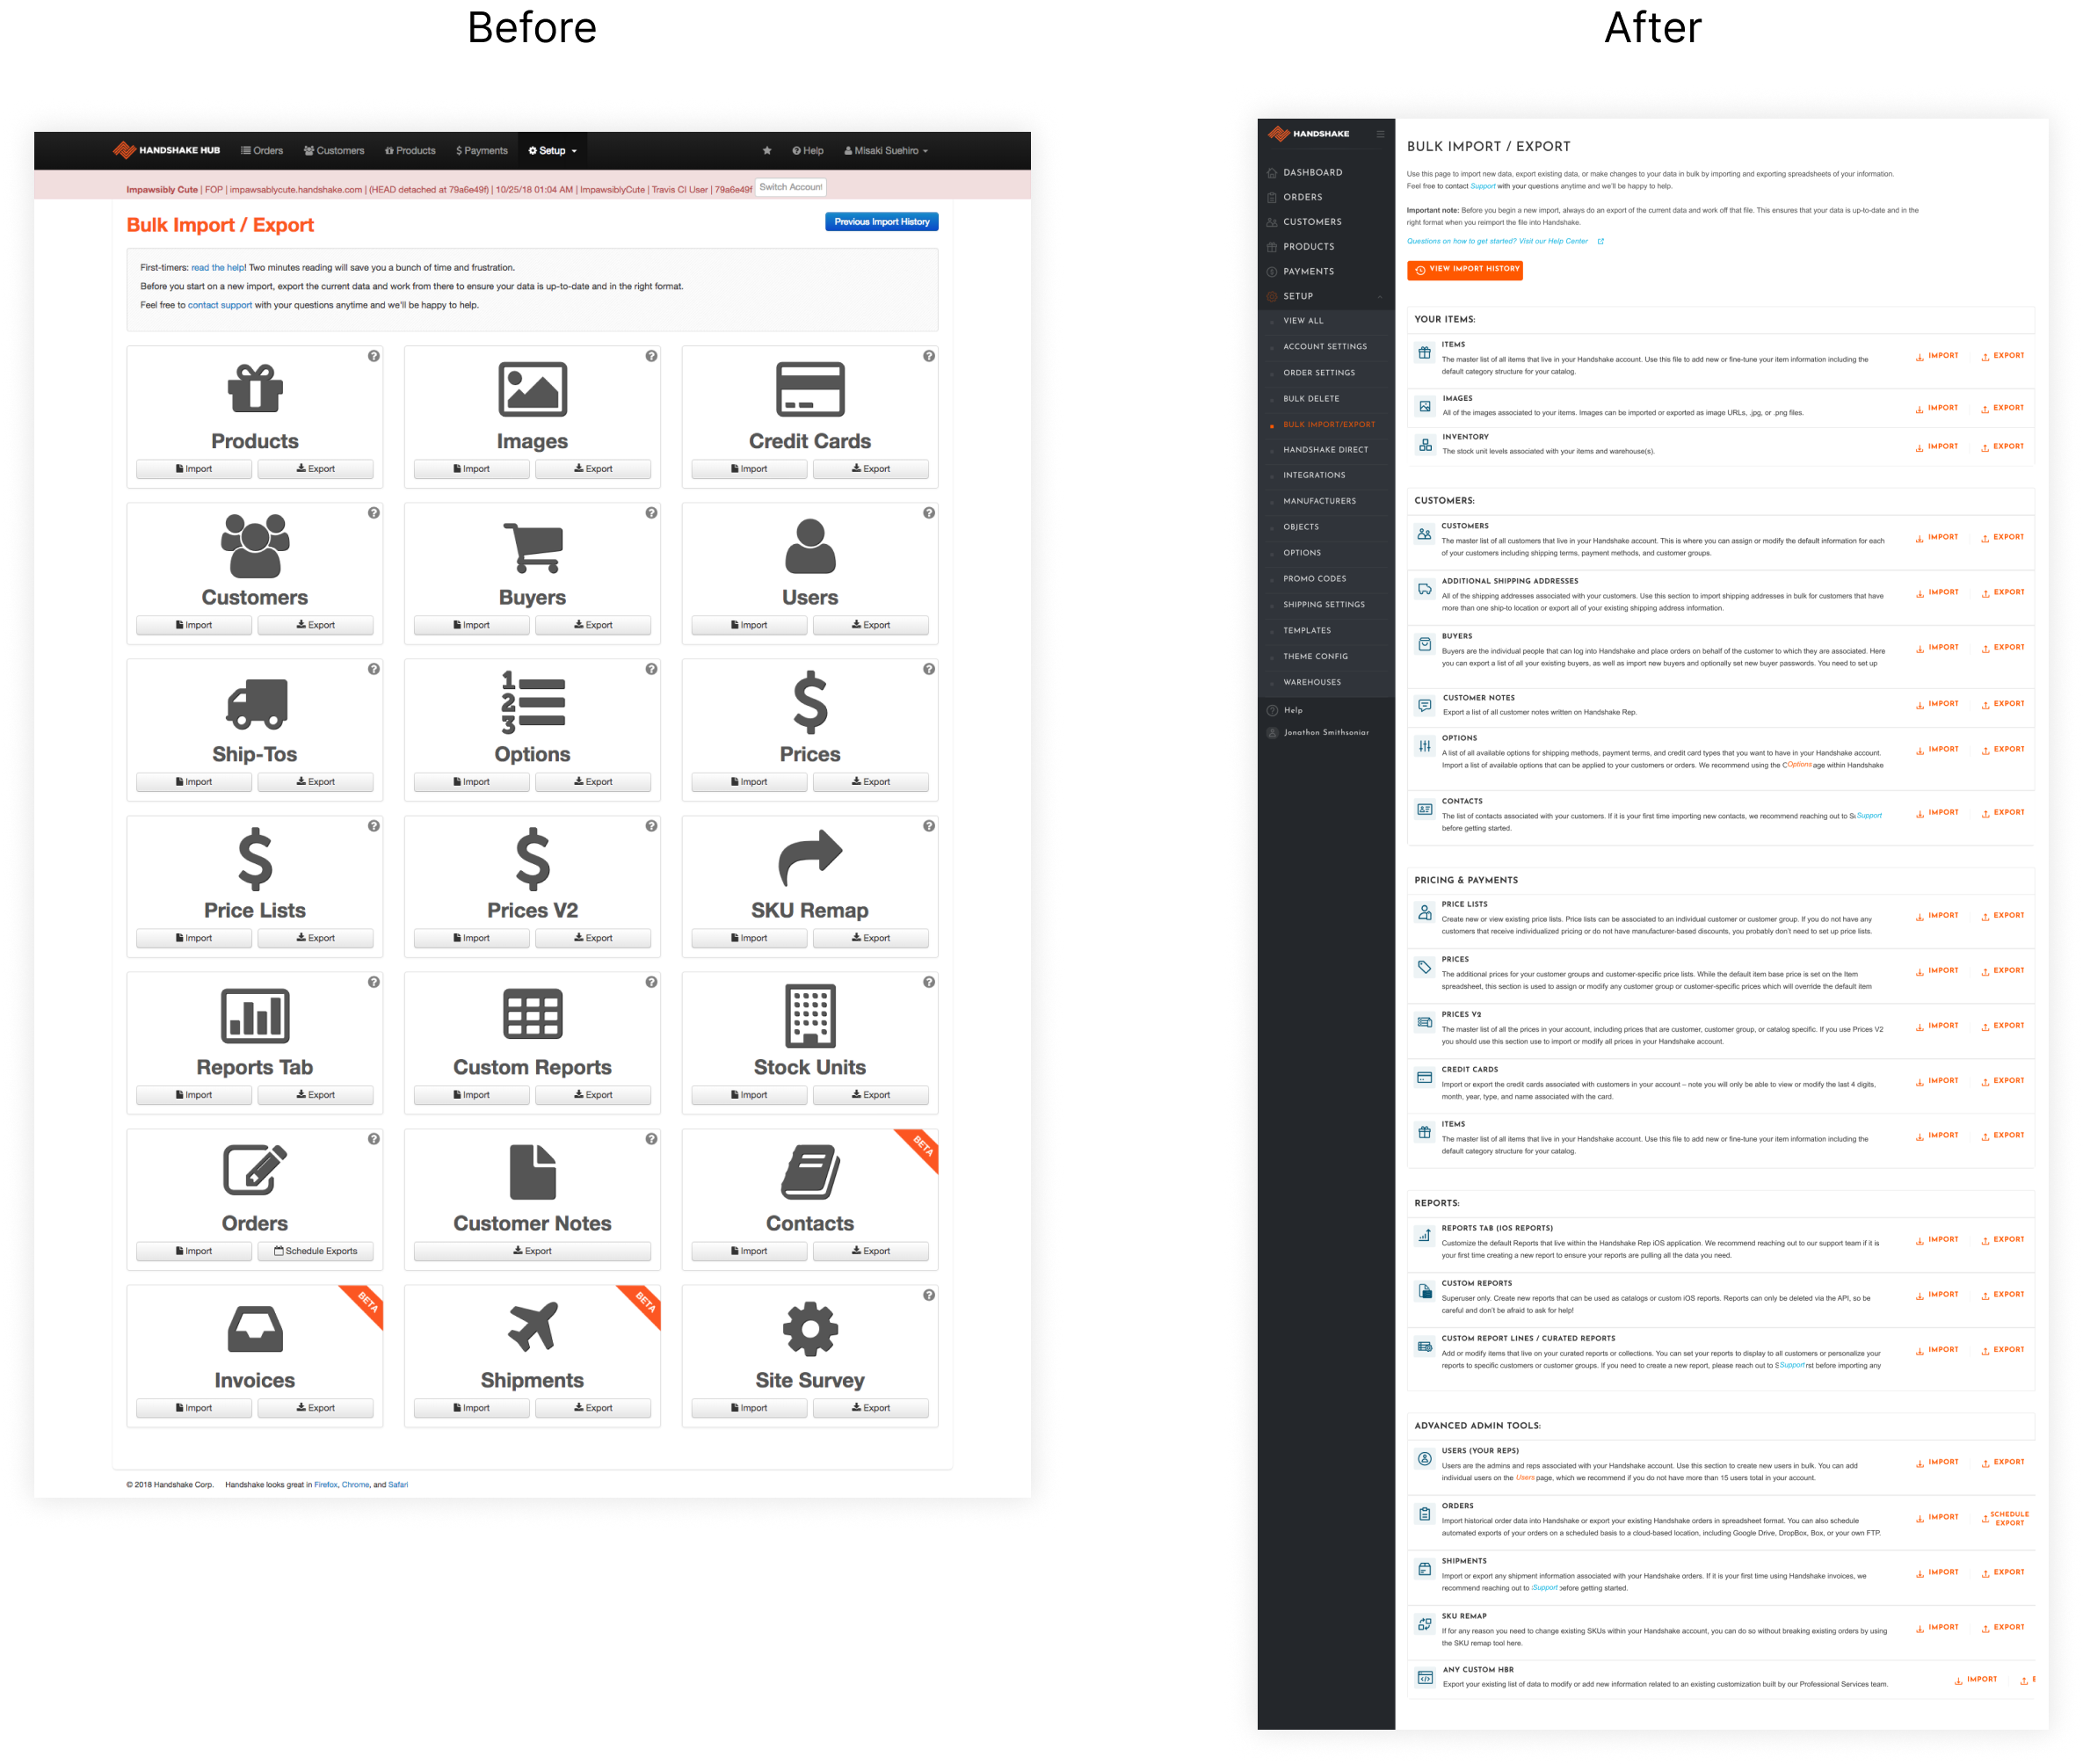 Before
After
HANDSHAKE HUB Orders Customers Products $ Payments Setup Help Misaki Suehiro
Impawsibly Cute | FOP | impawsablycute.handshake.com | (HEAD detached at 79a6e49f) | 10/25/18 01:04 AM | ImpawsiblyCute | Travis CI User | 79a6e49f Switch Account
Bulk Import / Export
Previous Import History
First-timers: read the help! Two minutes reading will save you a bunch of time and frustration.
Before you start on a new import, export the current data and work from there to ensure your data is up-to-date and in the right format.
Feel free to contact support with your questions anytime and we'll be happy to help.
Products Images Credit Cards
Import Export Import Export Import Export
Customers Buyers Users
Import Export Import Export Import Export
1
2
3
$
Ship-Tos Options Prices
Import Export Import Export Import Export
$ $
Price Lists Prices V2 SKU Remap
Import Export Import Export Import Export
Reports Tab Custom Reports Stock Units
Import Export Import Export Import Export
BETA
Orders Customer Notes Contacts
Import Schedule Exports Export Import Export
BETA BETA
Invoices Shipments Site Survey
Import Export Import Export Import Export
© 2018 Handshake Corp. Handshake looks great in Firefox, Chrome, and Safari
HANDSHAKE
DASHBOARD
ORDERS
CUSTOMERS
PRODUCTS
PAYMENTS
SETUP
VIEW ALL
ACCOUNT SETTINGS
ORDER SETTINGS
BULK DELETE
BULK IMPORT/EXPORT
HANDSHAKE DIRECT
INTEGRATIONS
MANUFACTURERS
OBJECTS
OPTIONS
PROMO CODES
SHIPPING SETTINGS
TEMPLATES
THEME CONFIG
WAREHOUSES
Help
Jonathon Smithsoniar
BULK IMPORT / EXPORT
Use this page to import new data, export existing data, or make changes to your data in bulk by importing and exporting spreadsheets of your information.
Feel free to contact Support with your questions anytime and we'll be happy to help.
Important note: Before you begin a new import, always do an export of the current data and work off that file. This ensures that your data is up-to-date and in the
right format when you reimport the file into Handshake.
Questions on how to get started? Visit our Help Center
VIEW IMPORT HISTORY
YOUR ITEMS:
ITEMS
The master list of all items that live in your Handshake account. Use this file to add new or fine-tune your item information including the
default category structure for your catalog.
IMPORT EXPORT
IMAGES
All of the images associated to your items. Images can be imported or exported as image URLs, .jpg, or .png files.
IMPORT EXPORT
INVENTORY
The stock unit levels associated with your items and warehouse(s).
IMPORT EXPORT
CUSTOMERS:
CUSTOMERS
The master list of all customers that live in your Handshake account. This is where you can assign or modify the default information for each
of your customers including shipping terms, payment methods, and customer groups.
IMPORT EXPORT
ADDITIONAL SHIPPING ADDRESSES
All of the shipping addresses associated with your customers. Use this section to import shipping addresses in bulk for customers that have
more than one ship-to location or export all of your existing shipping address information.
IMPORT EXPORT
BUYERS
Buyers are the individual people that can log into Handshake and place orders on behalf of the customer to which they are associated. Here
you can export a list of all your existing buyers, as well as import new buyers and optionally set new buyer passwords. You need to set up
IMPORT EXPORT
CUSTOMER NOTES
Export a list of all customer notes written on Handshake Rep.
IMPORT EXPORT
OPTIONS
A list of all available options for shipping methods, payment terms, and credit card types that you want to have in your Handshake account.
Import a list of available options that can be applied to your customers or orders. We recommend using the Options age within Handshake
IMPORT EXPORT
CONTACTS
The list of contacts associated with your customers. If it is your first time importing new contacts, we recommend reaching out to Support
before getting started.
IMPORT EXPORT
PRICING & PAYMENTS
PRICE LISTS
Create new or view existing price lists. Price lists can be associated to an individual customer or customer group. If you do not have any
customers that receive individualized pricing or do not have manufacturer-based discounts, you probably don't need to set up price lists.
IMPORT EXPORT
PRICES
The additional prices for your customer groups and customer-specific price lists. While the default item base price is set on the Item
spreadsheet, this section is used to assign or modify any customer group or customer-specific prices which will override the default item
IMPORT EXPORT
PRICES V2
The master list of all the prices in your account, including prices that are customer, customer group, or catalog specific. If you use Prices V2
you should use this section use to import or modify all prices in your Handshake account.
IMPORT EXPORT
CREDIT CARDS
Import or export the credit cards associated with customers in your account – note you will only be able to view or modify the last 4 digits,
month, year, type, and name associated with the card.
IMPORT EXPORT
ITEMS
The master list of all items that live in your Handshake account. Use this file to add new or fine-tune your item information including the
default category structure for your catalog.
IMPORT EXPORT
REPORTS:
REPORTS TAB (IOS REPORTS)
Customize the default Reports that live within the Handshake Rep iOS application. We recommend reaching out to our support team if it is
your first time creating a new report to ensure your reports are pulling all the data you need.
IMPORT EXPORT
CUSTOM REPORTS
Superuser only. Create new reports that can be used as catalogs or custom iOS reports. Reports can only be deleted via the API, so be
careful and don't be afraid to ask for help!
IMPORT EXPORT
CUSTOM REPORT LINES / CURATED REPORTS
Add or modify items that live on your curated reports or collections. You can set your reports to display to all customers or personalize your
reports to specific customers or customer groups. If you need to create a new report, please reach out to Support rst before importing any
IMPORT EXPORT
ADVANCED ADMIN TOOLS:
USERS (YOUR REPS)
Users are the admins and reps associated with your Handshake account. Use this section to create new users in bulk. You can add
individual users on the Users page, which we recommend if you do not have more than 15 users total in your account.
IMPORT EXPORT
ORDERS
Import historical order data into Handshake or export your existing Handshake orders in spreadsheet format. You can also schedule
automated exports of your orders on a scheduled basis to a cloud-based location, including Google Drive, DropBox, Box, or your own FTP.
IMPORT SCHEDULE EXPORT
SHIPMENTS
Import or export any shipment information associated with your Handshake orders. If it is your first time using Handshake invoices, we
recommend reaching out to Support before getting started.
IMPORT EXPORT
SKU REMAP
If for any reason you need to change existing SKUs within your Handshake account, you can do so without breaking existing orders by using
the SKU remap tool here.
IMPORT EXPORT
ANY CUSTOM HBR
Export your existing list of data to modify or add new information related to an existing customization built by our Professional Services team.
IMPORT E